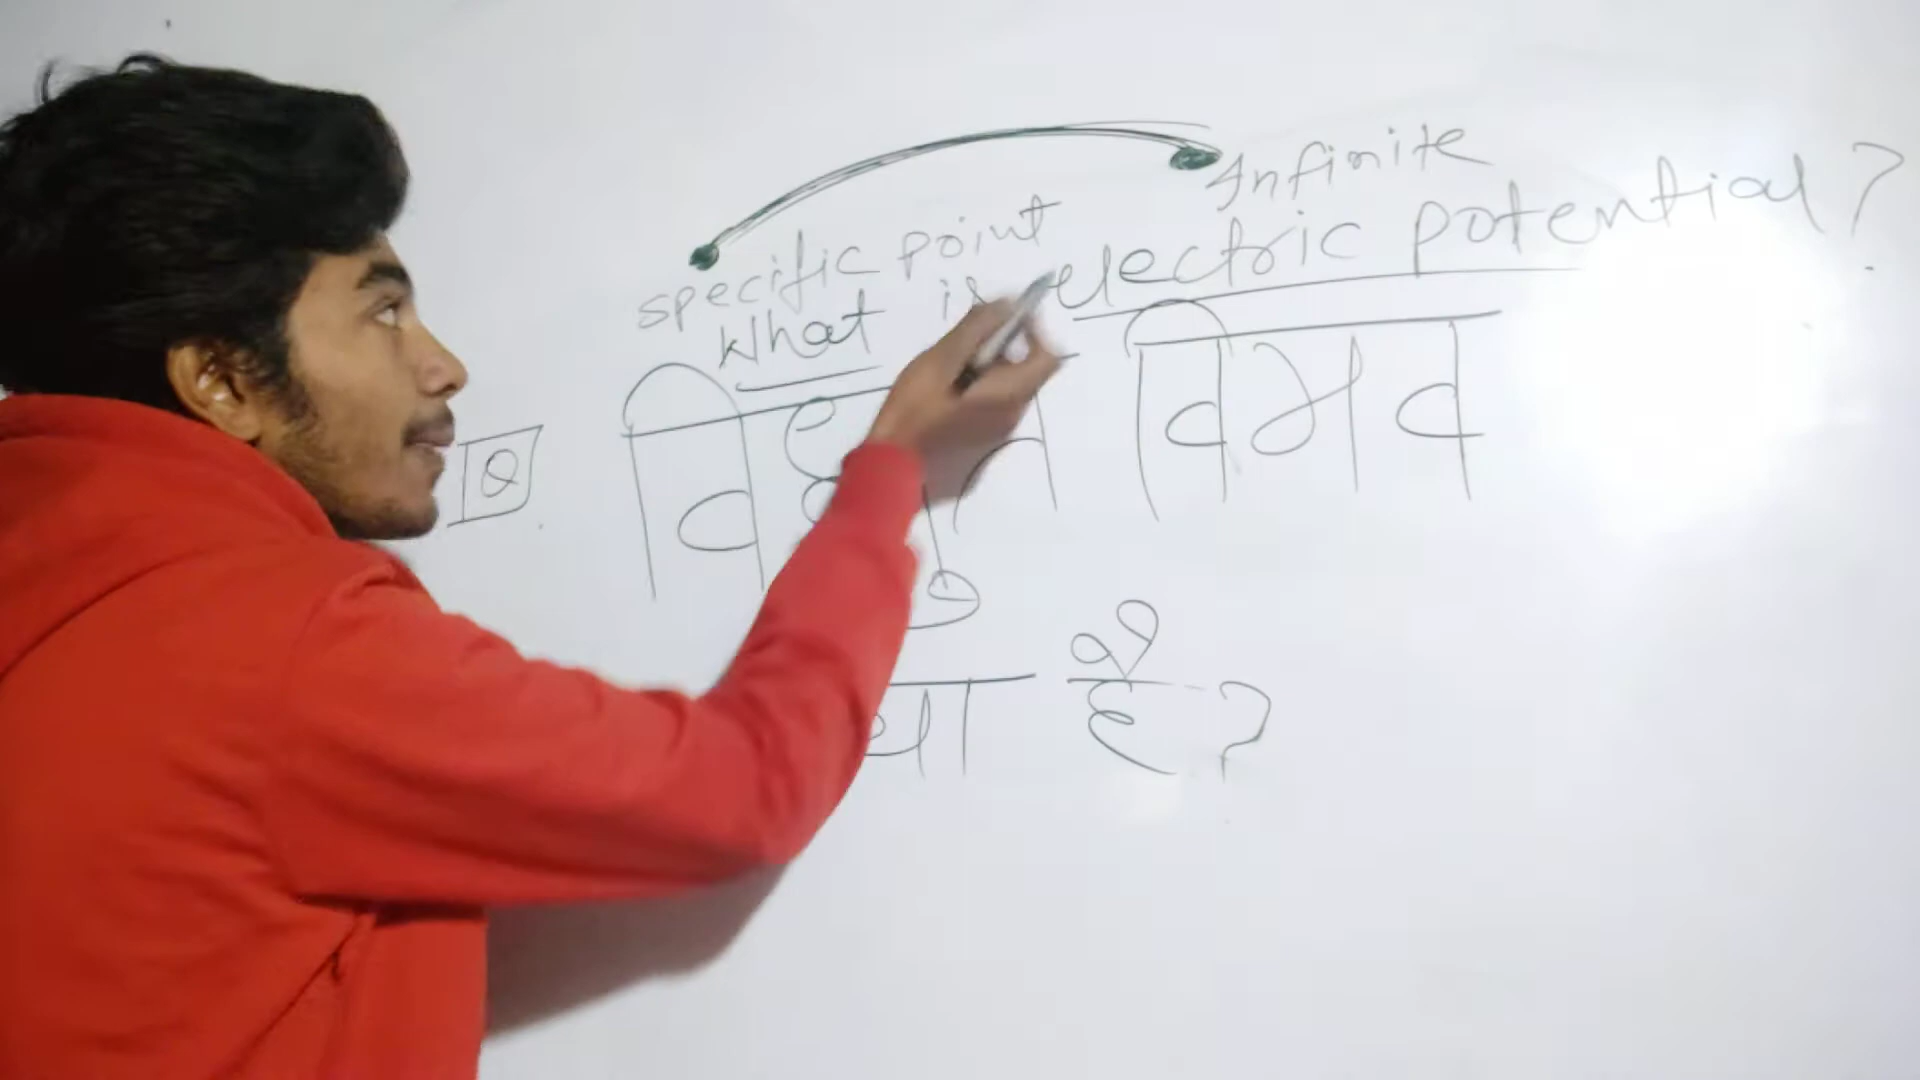 Infinite
specific point
What is electric potential?
Q वि विभव
है?